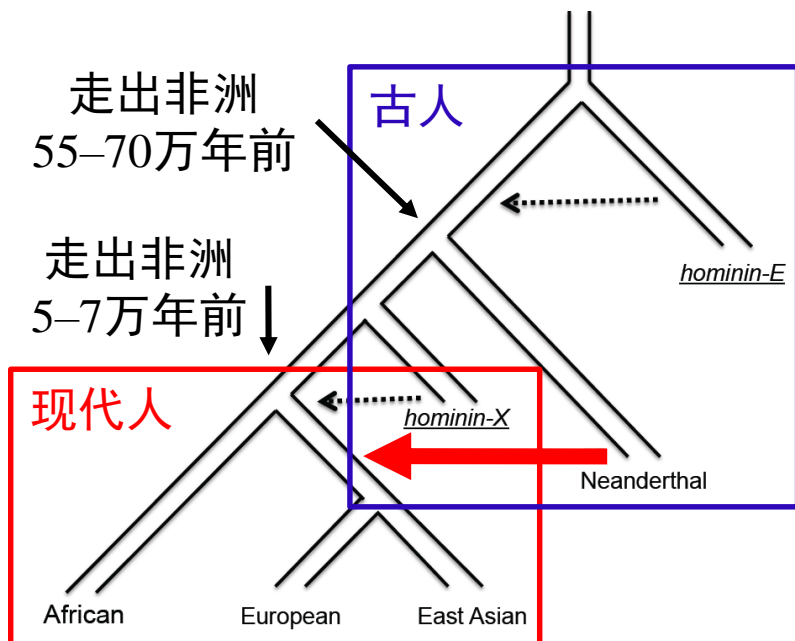 走出非洲
55–70万年前
古人
hominin-E
走出非洲
5–7万年前
现代人
hominin-X
Neanderthal
African
European
East Asian